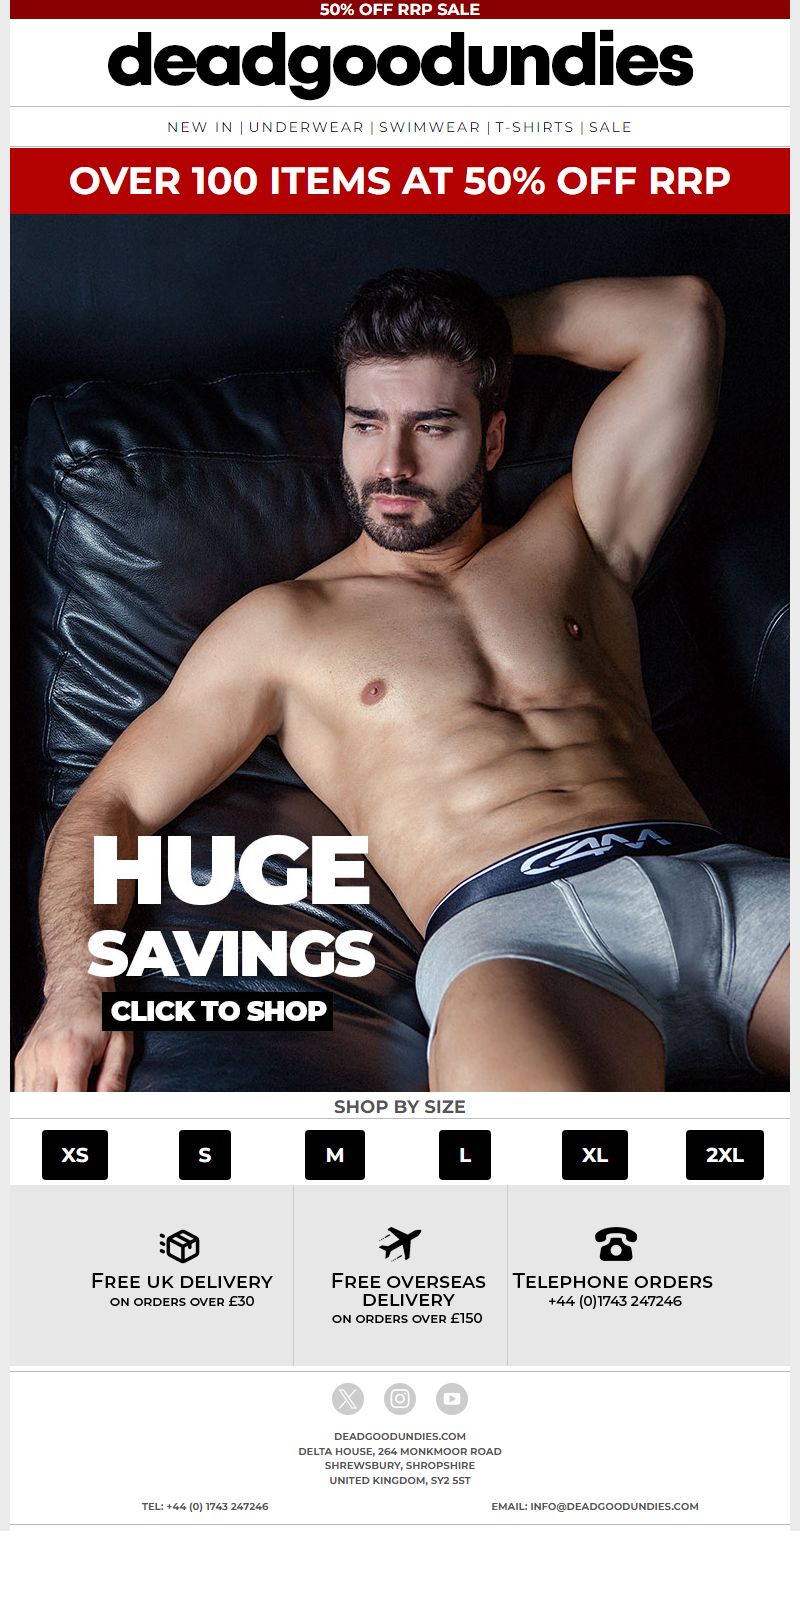 50% OFF RRP SALE
deadgoodundies
NEW IN | UNDERWEAR | SWIMWEAR | T-SHIRTS | SALE
OVER 100 ITEMS AT 50% OFF RRP
C4M
HUGE
SAVINGS
CLICK TO SHOP
SHOP BY SIZE
XS S M L XL 2XL
FREE UK DELIVERY
ON ORDERS OVER £30
FREE OVERSEAS
DELIVERY
ON ORDERS OVER £150
TELEPHONE ORDERS
+44 (0)1743 247246
DEADGOODUNDIES.COM
DELTA HOUSE, 264 MONKMOOR ROAD
SHREWSBURY, SHROPSHIRE
UNITED KINGDOM, SY2 5ST
TEL: +44 (0) 1743 247246 EMAIL: INFO@DEADGOODUNDIES.COM